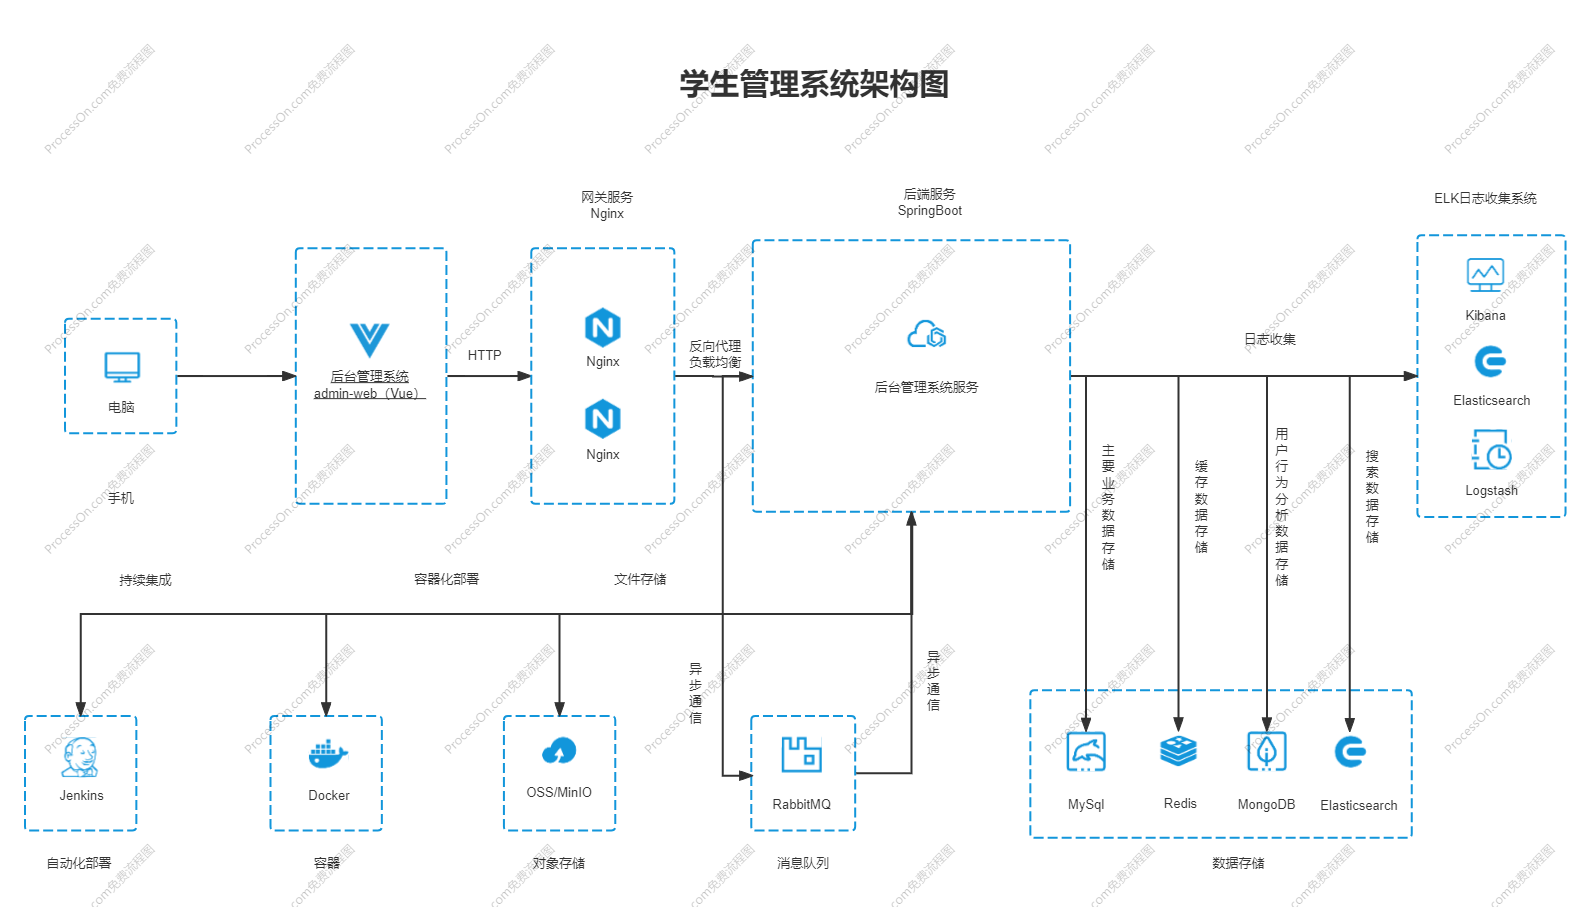 学生管理系统架构图
网关服务
Nginx
后端服务
SpringBoot
ELK日志收集系统
电脑
手机
后台管理系统
admin-web（Vue）
HTTP
Nginx
Nginx
反向代理
负载均衡
后台管理系统服务
日志收集
Kibana
Elasticsearch
Logstash
主要业务数据存储
缓存数据存储
用户行为分析数据存储
搜索数据存储
持续集成
容器化部署
文件存储
异步通信
异步通信
Jenkins
Docker
OSS/MinIO
RabbitMQ
MySql
Redis
MongoDB
Elasticsearch
自动化部署
容器
对象存储
消息队列
数据存储
ProcessOn.com免费流程图